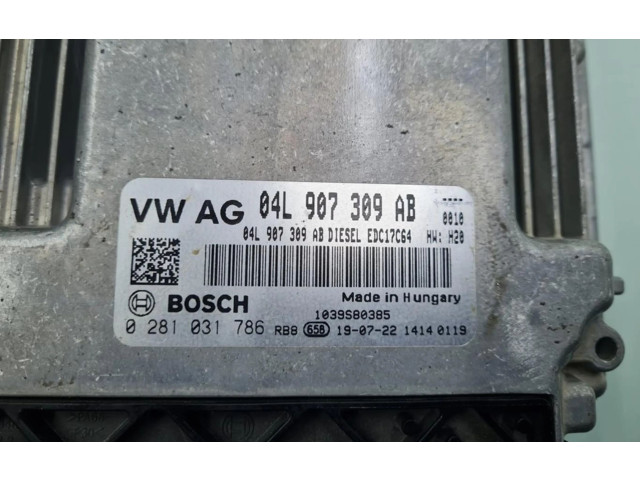 VW AG 04L 907 309 AB ----
0010
04L 907 309 AB DIESEL EDC17C64 HW: H20
BOSCH Made in Hungary
1039S80385
0 281 031 786 RB8 65B 19-07-22 1414 0119